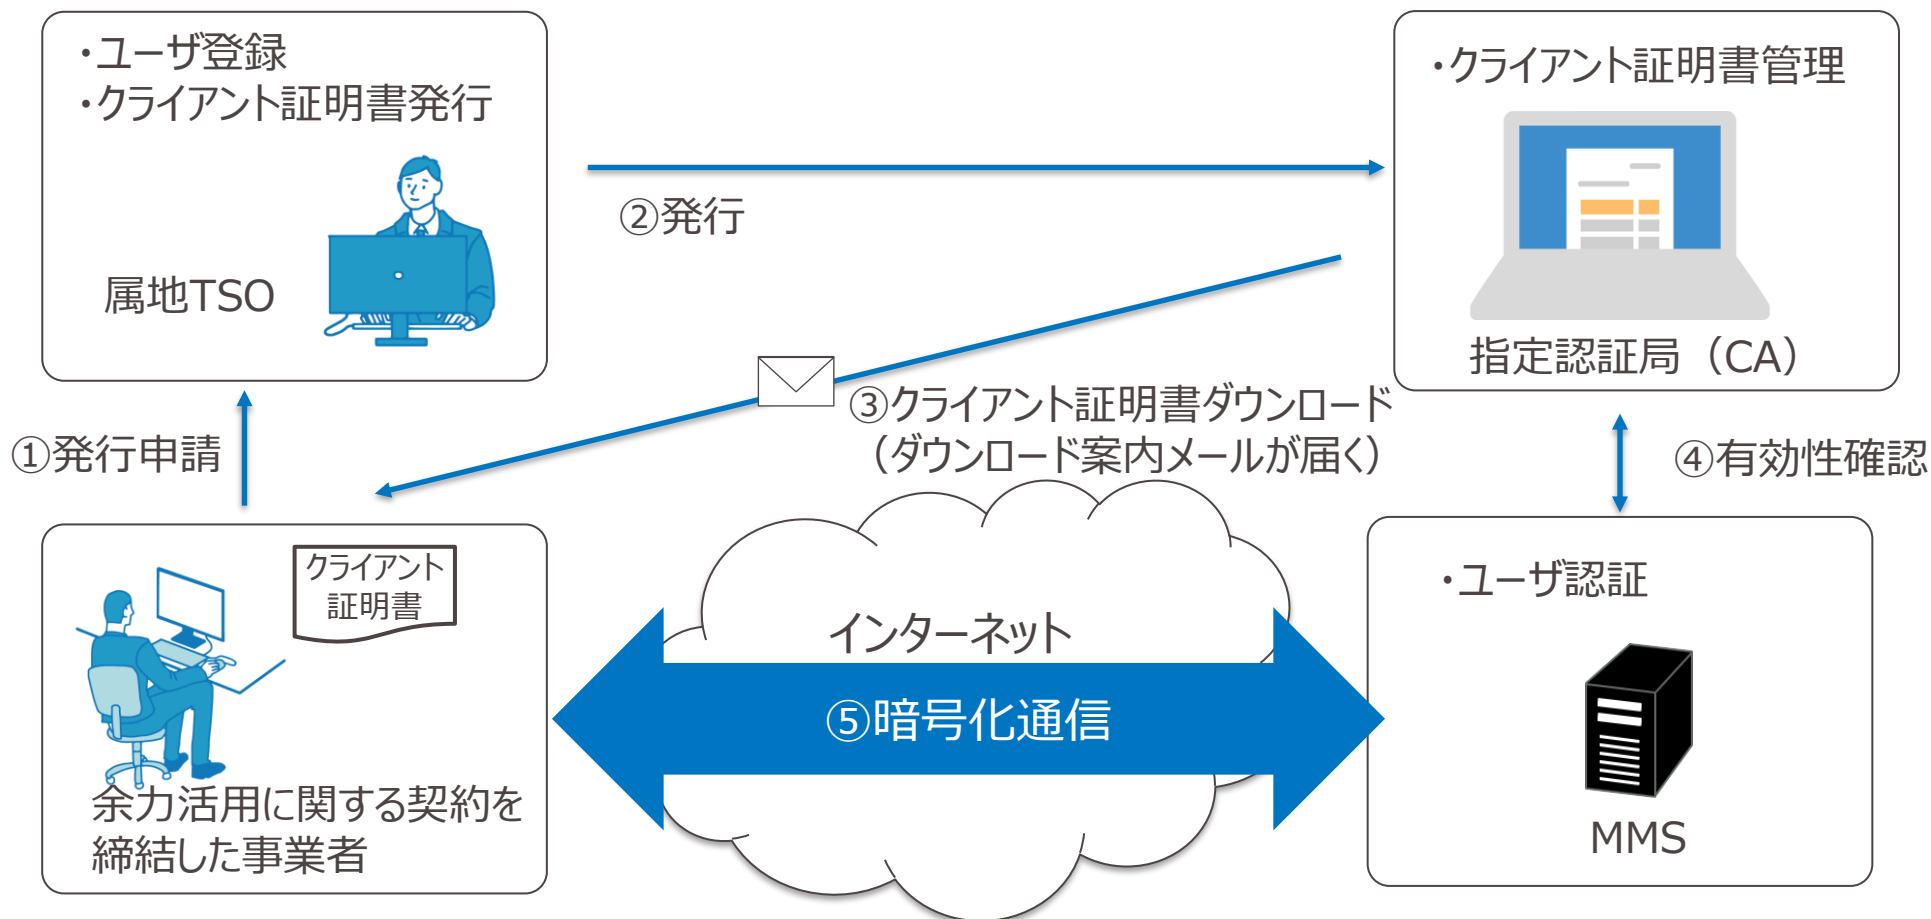 ・ユーザ登録
・クライアント証明書発行
属地TSO
②発行
・クライアント証明書管理
指定認証局（CA）
①発行申請
③クライアント証明書ダウンロード
（ダウンロード案内メールが届く）
④有効性確認
クライアント
証明書
余力活用に関する契約を
締結した事業者
インターネット
⑤暗号化通信
・ユーザ認証
MMS